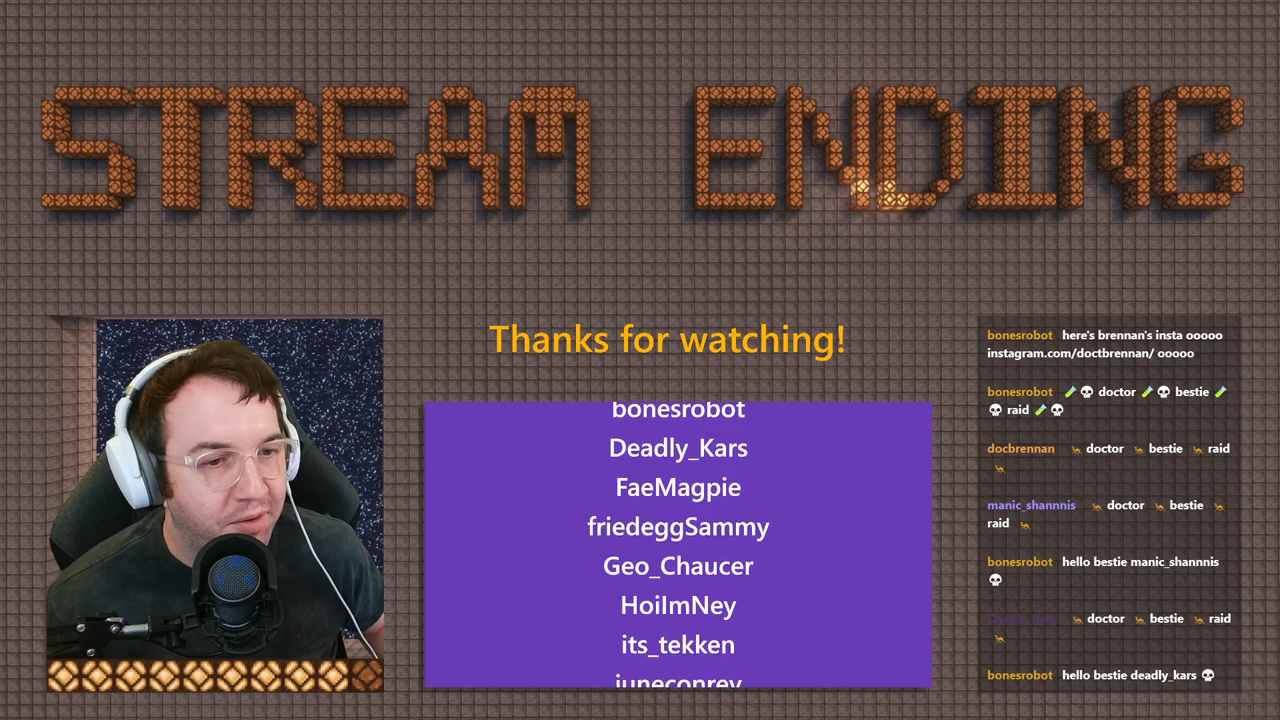 STREAM ENDING
Thanks for watching!
bonesrobot
Deadly_Kars
FaeMagpie
friedeggSammy
Geo_Chaucer
HoiImNey
its_tekken
bonesrobot here's brennan's insta ooooo
instagram.com/doctbrennan/ ooooo
bonesrobot doctor bestie
raid
docbrennan doctor bestie raid
manic_shannnis doctor bestie
raid
bonesrobot hello bestie manic_shannnis
doctor bestie raid
bonesrobot hello bestie deadly_kars